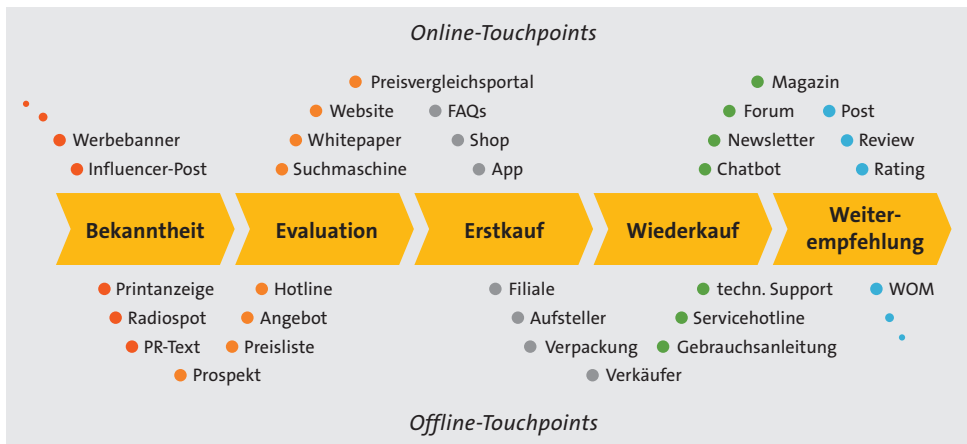 Online-Touchpoints
Preisvergleichsportal
Magazin
Website
FAQs
Forum
Post
Werbebanner
Whitepaper
Shop
Newsletter
Review
Influencer-Post
Suchmaschine
App
Chatbot
Rating
Bekanntheit
Evaluation
Erstkauf
Wiederkauf
Weiter-
empfehlung
Printanzeige
Hotline
Filiale
techn. Support
WOM
Radiospot
Angebot
Aufsteller
Servicehotline
PR-Text
Preisliste
Verpackung
Gebrauchsanleitung
Prospekt
Verkäufer
Offline-Touchpoints